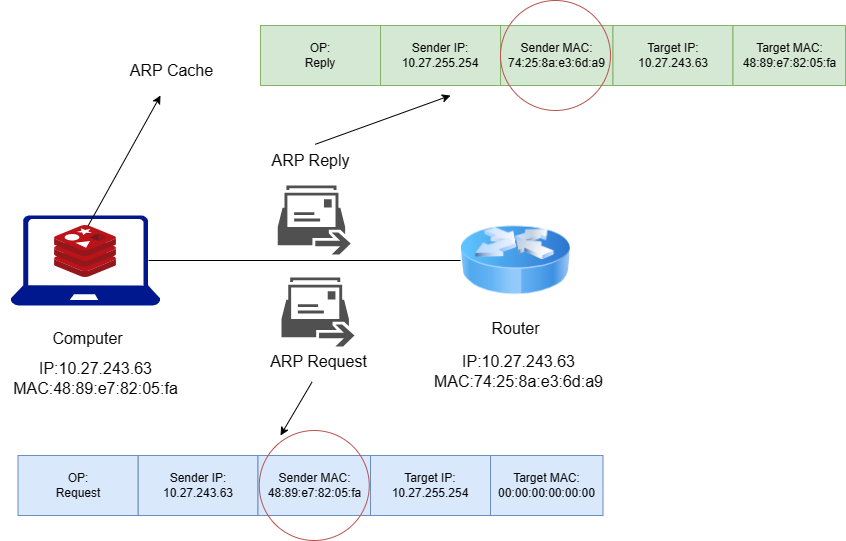 OP:
Reply
Sender IP:
10.27.255.254
Sender MAC:
74:25:8a:e3:6d:a9
Target IP:
10.27.243.63
Target MAC:
48:89:e7:82:05:fa
ARP Cache
ARP Reply
Computer
IP:10.27.243.63
MAC:48:89:e7:82:05:fa
Router
IP:10.27.243.63
MAC:74:25:8a:e3:6d:a9
ARP Request
OP:
Request
Sender IP:
10.27.243.63
Sender MAC:
48:89:e7:82:05:fa
Target IP:
10.27.255.254
Target MAC:
00:00:00:00:00:00